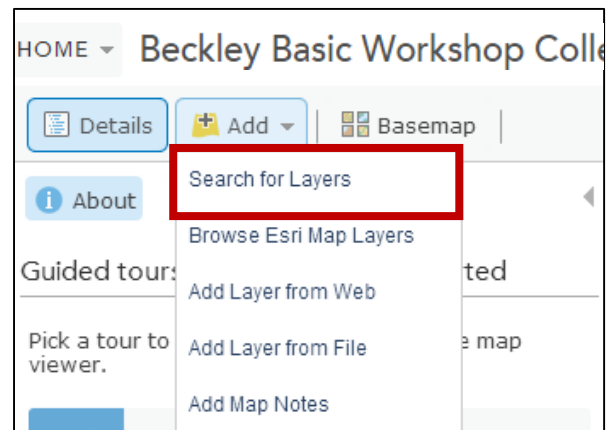 HOME Beckley Basic Workshop Colle
Details Add Basemap
About
Search for Layers
Browse Esri Map Layers
Guided tours ted
Add Layer from Web
Pick a tour to e map
viewer.
Add Layer from File
Add Map Notes